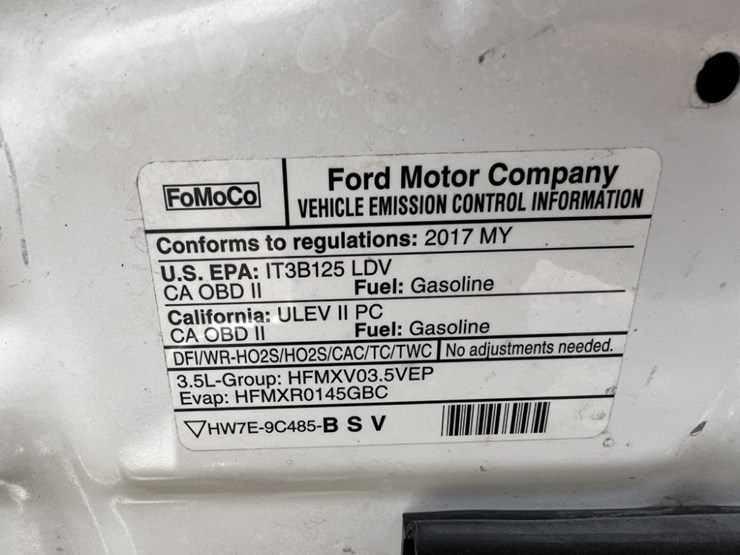 FoMoCo
Ford Motor Company
VEHICLE EMISSION CONTROL INFORMATION
Conforms to regulations: 2017 MY
U.S. EPA: IT3B125 LDV
CA OBD II Fuel: Gasoline
California: ULEV II PC
CA OBD II Fuel: Gasoline
DFI/WR-HO2S/HO2S/CAC/TC/TWC No adjustments needed.
3.5L-Group: HFMXV03.5VEP
Evap: HFMXR0145GBC
▽HW7E-9C485-B S V